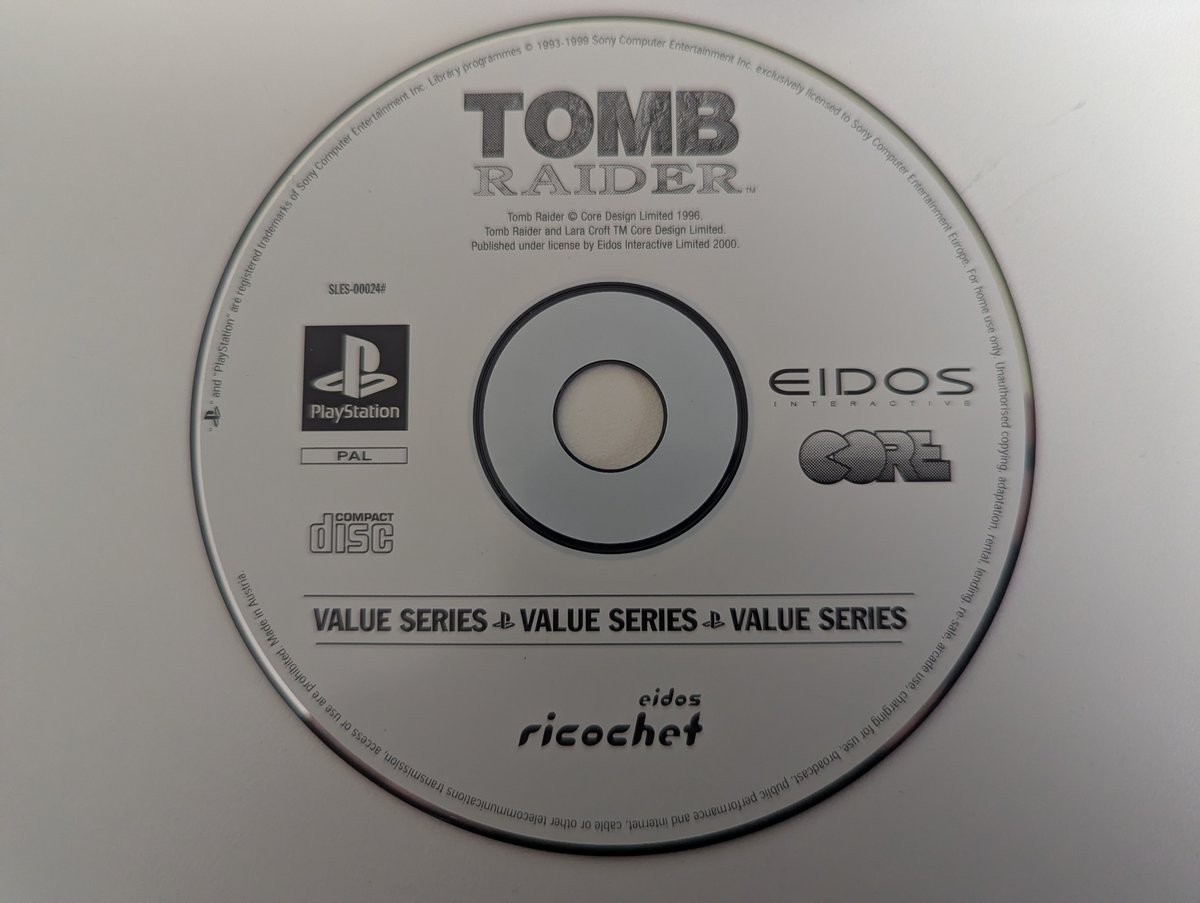 "PS" and "PlayStation" are registered trademarks of Sony Computer Entertainment Inc. Library programmes © 1993-1999 Sony Computer Entertainment Inc. exclusively licensed to Sony Computer Entertainment Europe. For home use only. Unauthorised copying, adaptation, rental, lending, re-sale, arcade use, charging for use, broadcast, public performance and internet, cable or other telecommunications transmission, access or use are prohibited. Made in Austria.
TOMB
RAIDER™
Tomb Raider © Core Design Limited 1996.
Tomb Raider and Lara Croft TM Core Design Limited.
Published under license by Eidos Interactive Limited 2000.
SLES-00024#
PlayStation
PAL
COMPACT
disc
EIDOS
INTERACTIVE
CORE
VALUE SERIES VALUE SERIES VALUE SERIES
eidos
ricochet